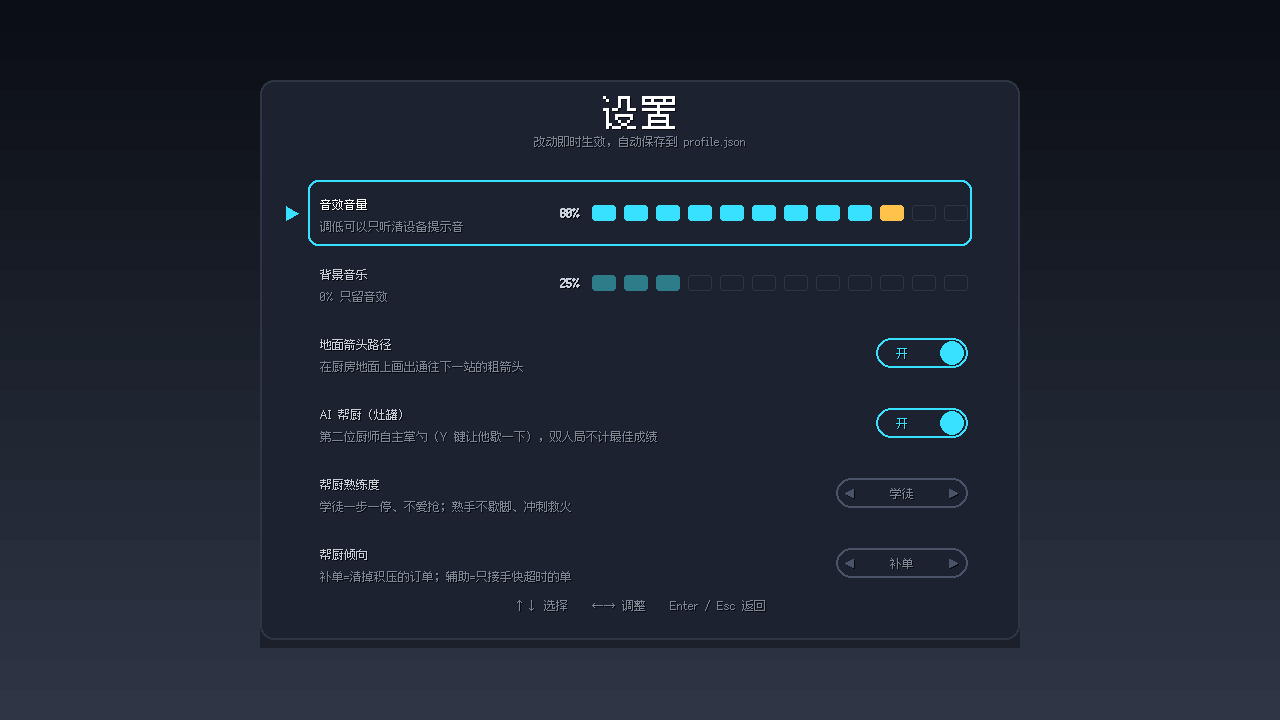 设置
改动即时生效，自动保存到 profile.json
音效音量
80%
调低可以只听清设备提示音
背景音乐
25%
0% 只留音效
地面箭头路径
开
在厨房地面上画出通往下一站的粗箭头
AI 帮厨（灶罐）
开
第二位厨师自主掌勺（Y 键让他歇一下），双人局不计最佳成绩
帮厨熟练度
◀ 学徒 ▶
学徒一步一停、不爱抢；熟手不歇脚、冲刺救火
帮厨倾向
◀ 补单 ▶
补单=清掉积压的订单；辅助=只接手快超时的单
↑↓ 选择 ←→ 调整 Enter / Esc 返回